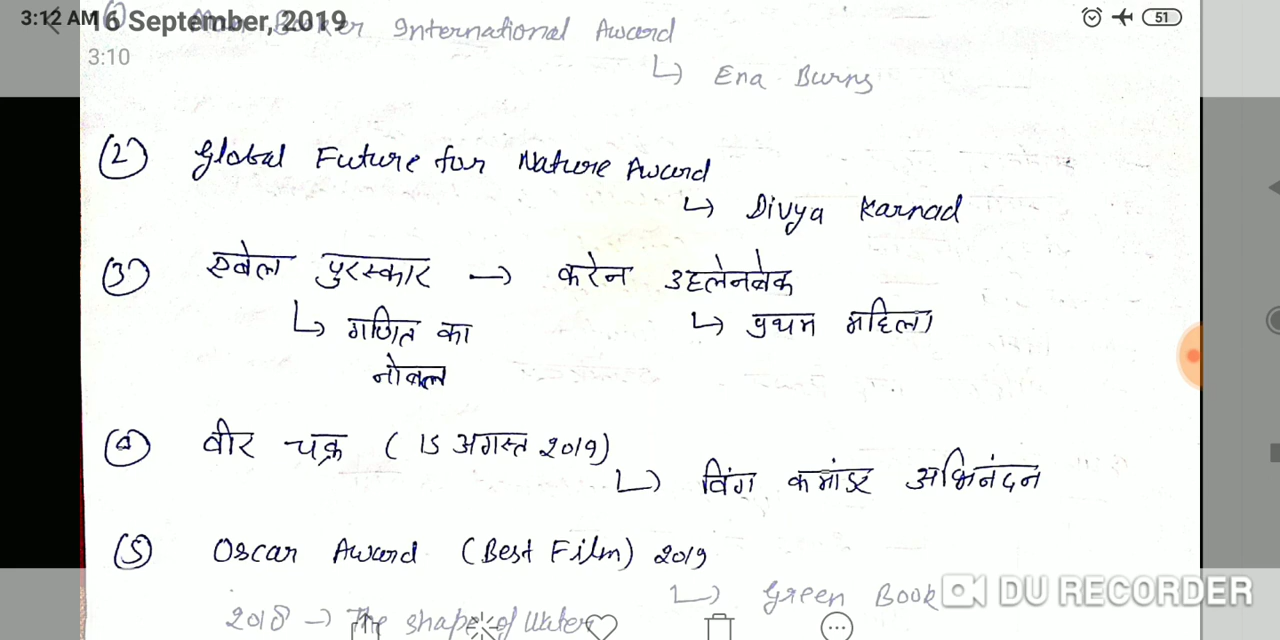 3:12 AM 6 September, 2019 51
3:10
Booker International Award
↳ Ena Burns
(2) Global Future for Nature Award
↳ Divya Karnad
(3) एबेल पुरस्कार → करेन उहलेनबेक
↳ गणित का ↳ प्रथम महिला
नोबल
(4) वीर चक्र (15 अगस्त 2019)
↳ विंग कमांडर अभिनंदन
(5) Oscar Award (Best Film) 2019
↳ Green Book
2018 → The shape of Water
DU RECORDER